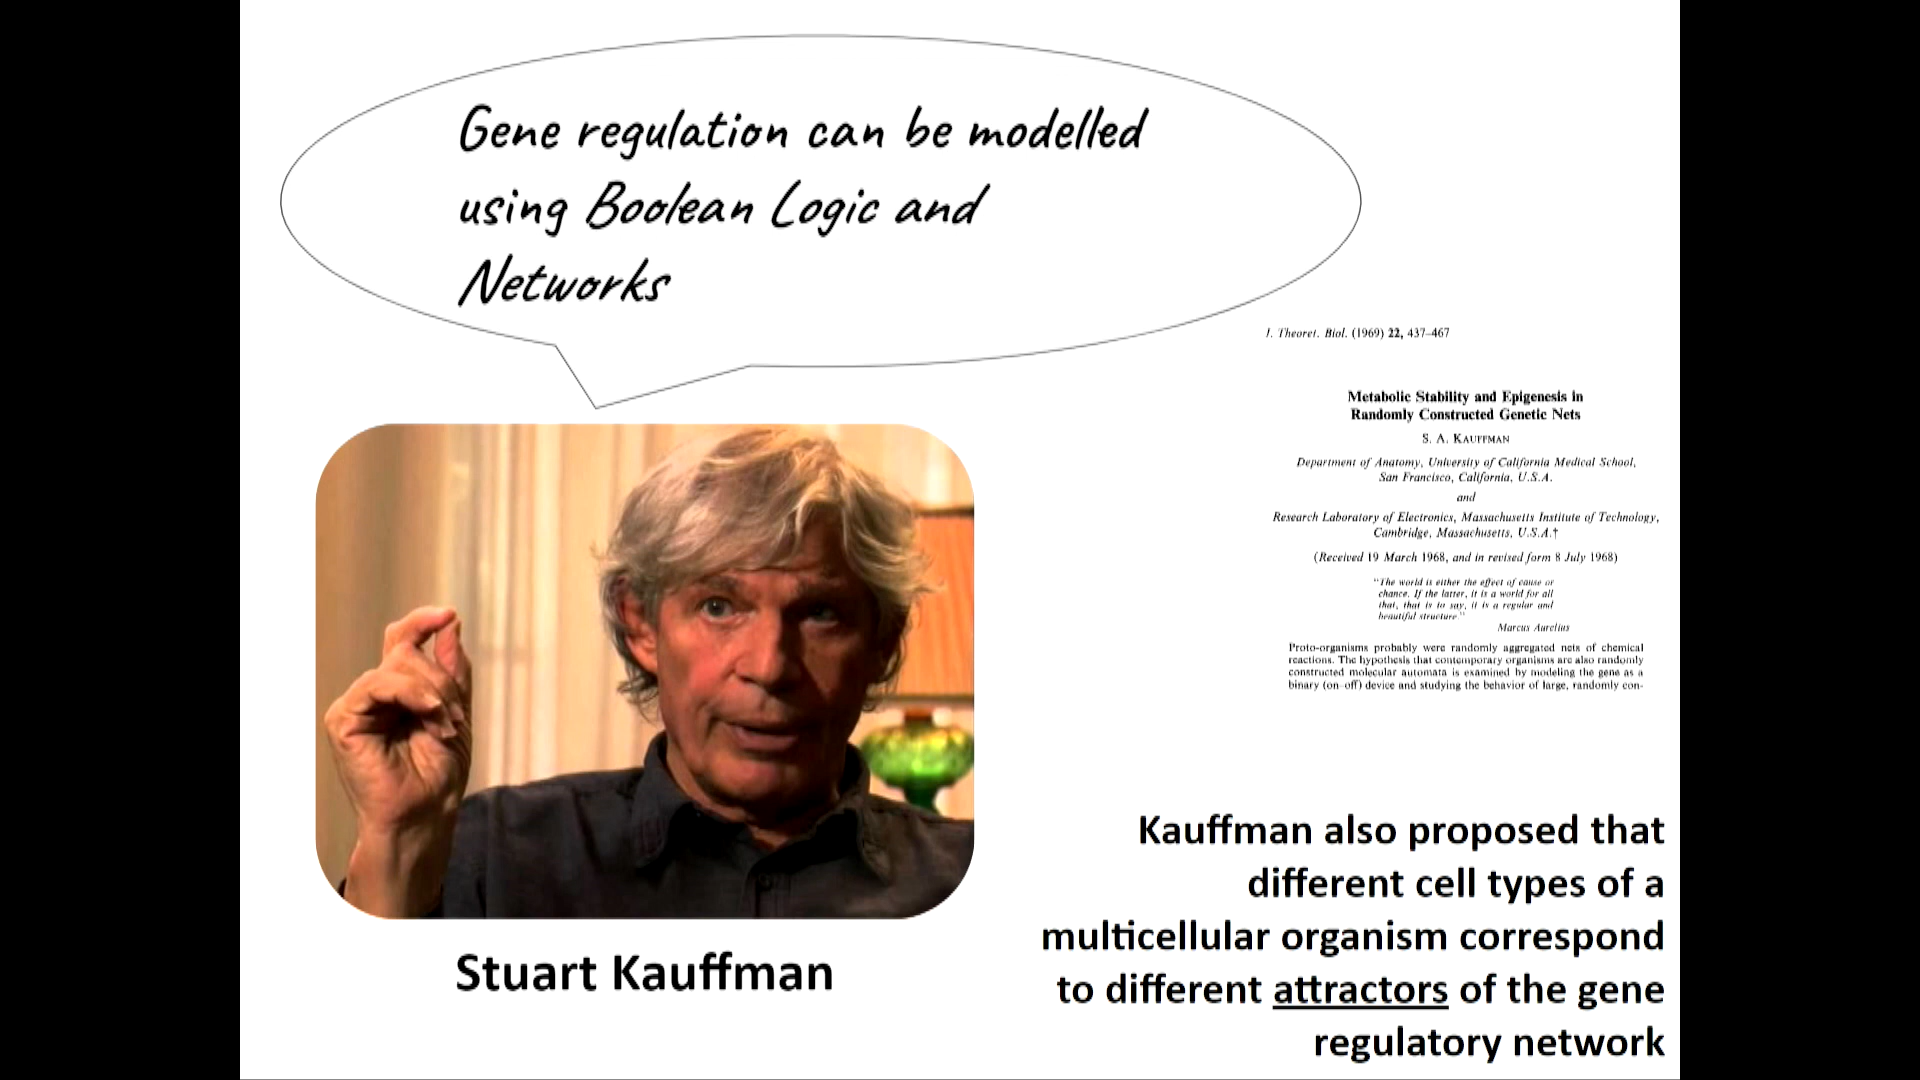 Gene regulation can be modelled
using Boolean Logic and
Networks
J. Theoret. Biol. (1969) 22, 437-467
Metabolic Stability and Epigenesis in
Randomly Constructed Genetic Nets
S. A. KAUFFMAN
Department of Anatomy, University of California Medical School,
San Francisco, California, U.S.A.
and
Research Laboratory of Electronics, Massachusetts Institute of Technology,
Cambridge, Massachusetts, U.S.A.†
(Received 19 March 1968, and in revised form 8 July 1968)
"The world is either the effect of cause or
chance. If the latter, it is a world for all
that, that is to say, it is a regular and
beautiful structure."
Marcus Aurelius
Proto-organisms probably were randomly aggregated nets of chemical
reactions. The hypothesis that contemporary organisms are also randomly
constructed molecular automata is examined by modeling the gene as a
binary (on-off) device and studying the behavior of large, randomly con-
Stuart Kauffman
Kauffman also proposed that
different cell types of a
multicellular organism correspond
to different attractors of the gene
regulatory network